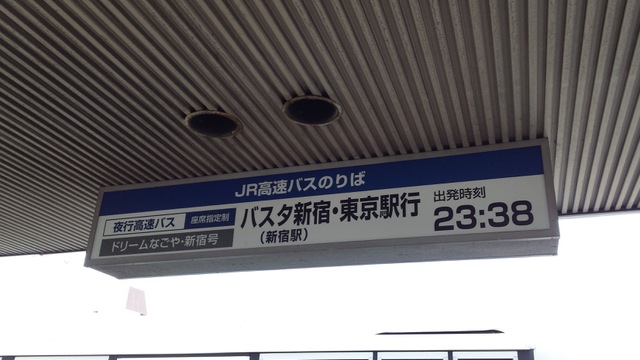 JR高速バスのりば
夜行高速バス 座席指定制
ドリームなごや・新宿号
バスタ新宿・東京駅行
(新宿駅)
出発時刻
23:38